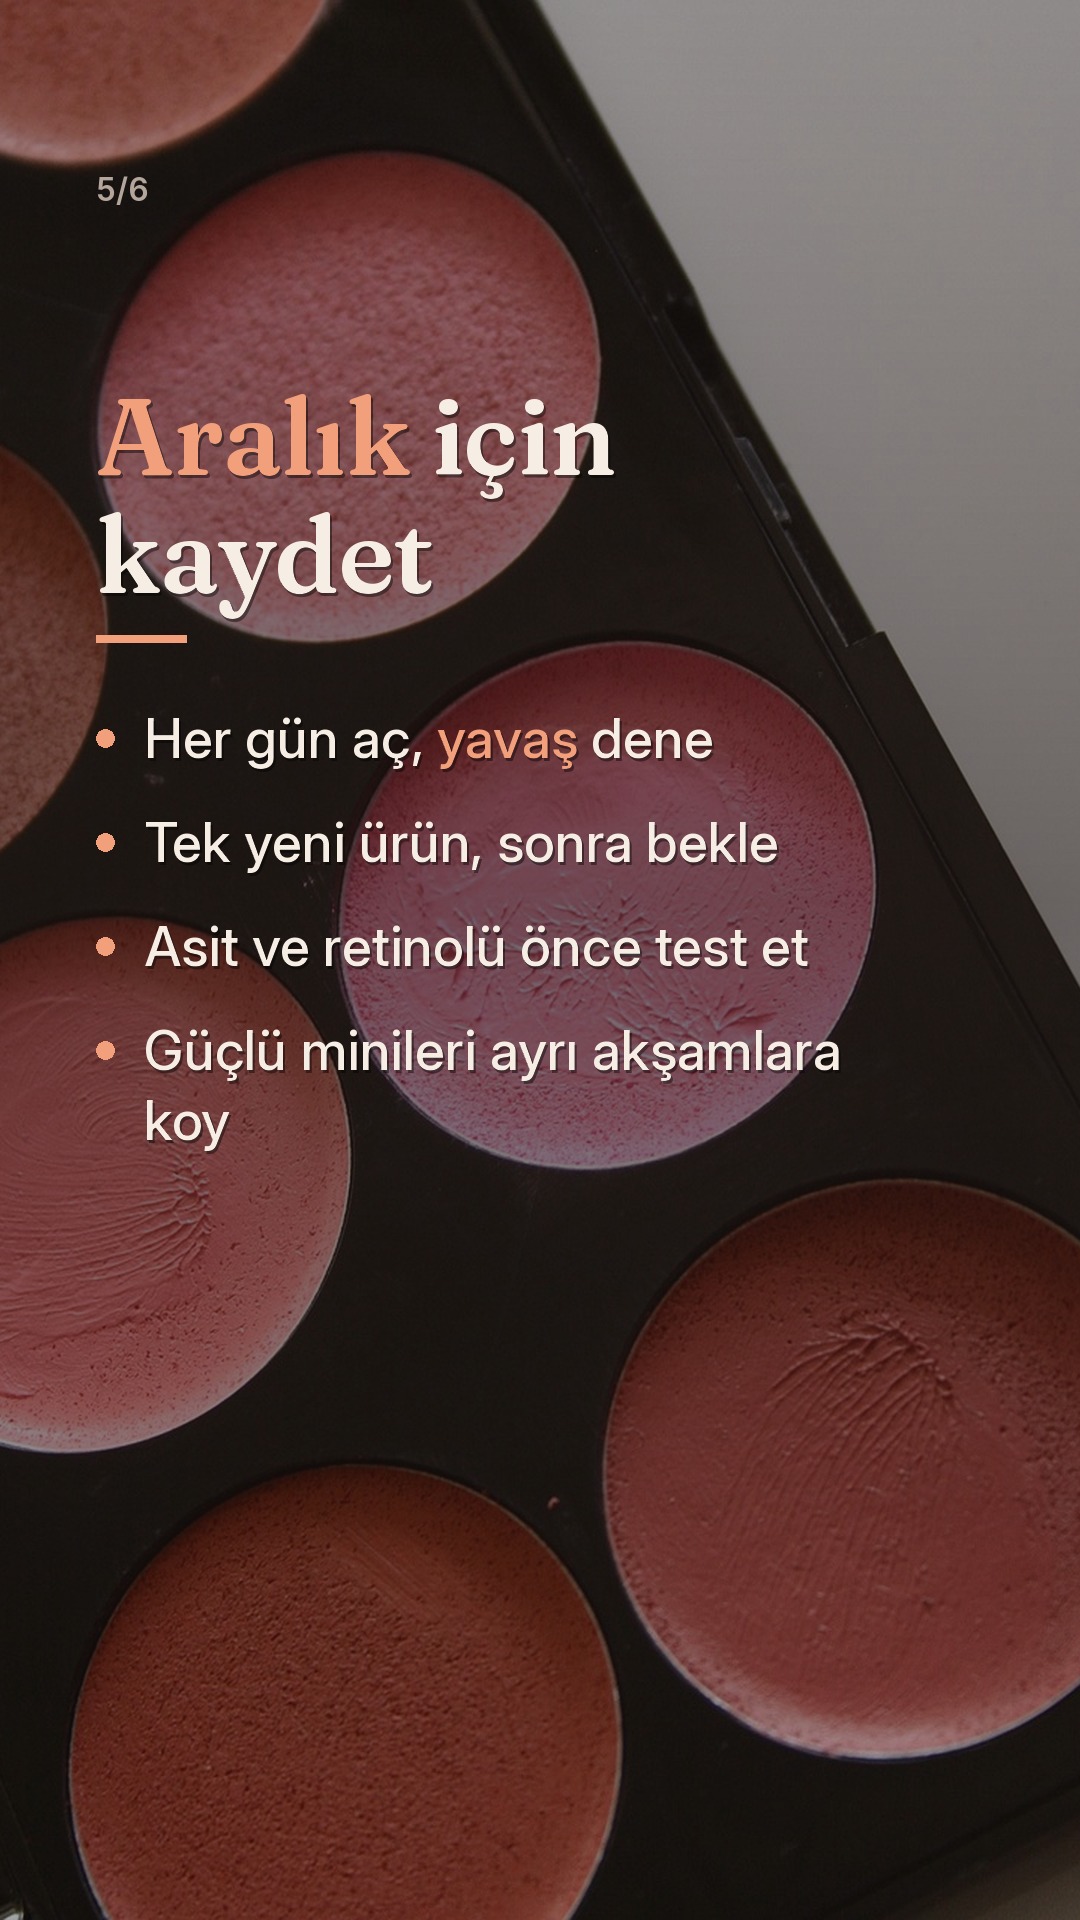 5/6
Aralık için
kaydet
• Her gün aç, yavaş dene
• Tek yeni ürün, sonra bekle
• Asit ve retinolü önce test et
• Güçlü minileri ayrı akşamlara
koy